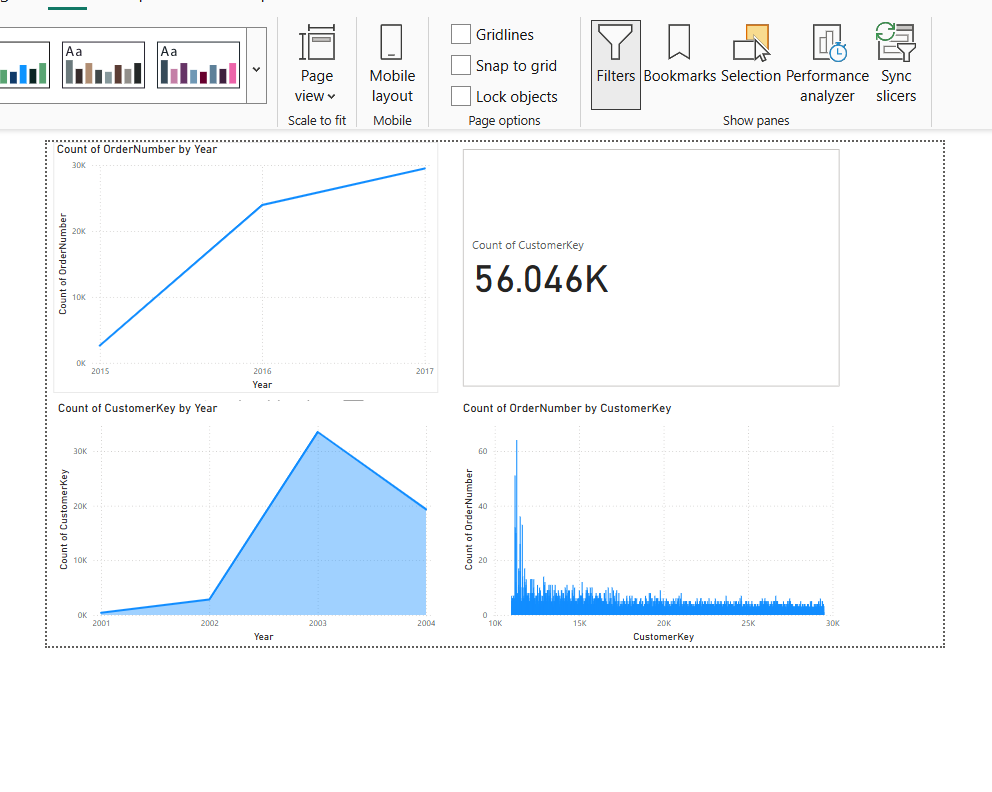 Aa
Aa
Page
view
Scale to fit
Mobile
layout
Mobile
Gridlines
Snap to grid
Lock objects
Page options
Filters
Bookmarks
Selection
Performance
analyzer
Sync
slicers
Show panes
Count of OrderNumber by Year
30K
20K
10K
0K
Count of OrderNumber
2015
2016
2017
Year
Count of CustomerKey
56.046K
Count of CustomerKey by Year
30K
20K
10K
0K
Count of CustomerKey
2001
2002
2003
2004
Year
Count of OrderNumber by CustomerKey
60
40
20
0
Count of OrderNumber
10K
15K
20K
25K
30K
CustomerKey